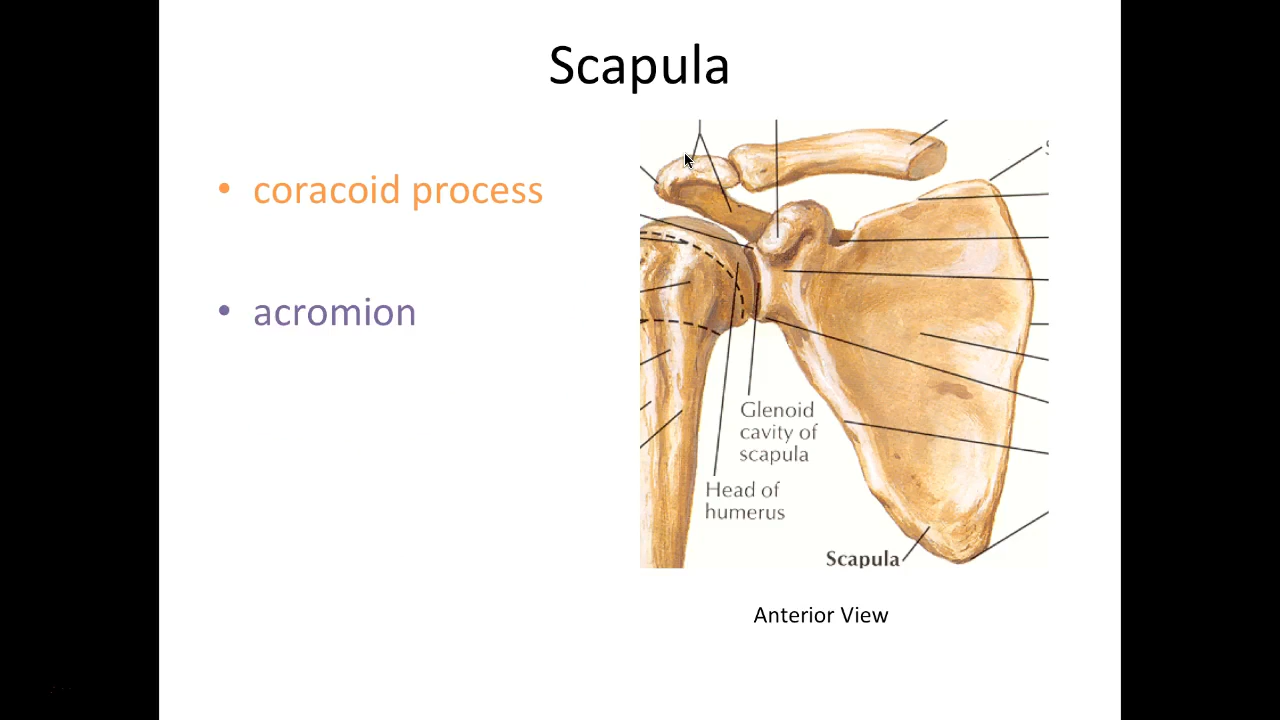 Scapula
• coracoid process
• acromion
Glenoid
cavity of
scapula
Head of
humerus
Scapula
Anterior View